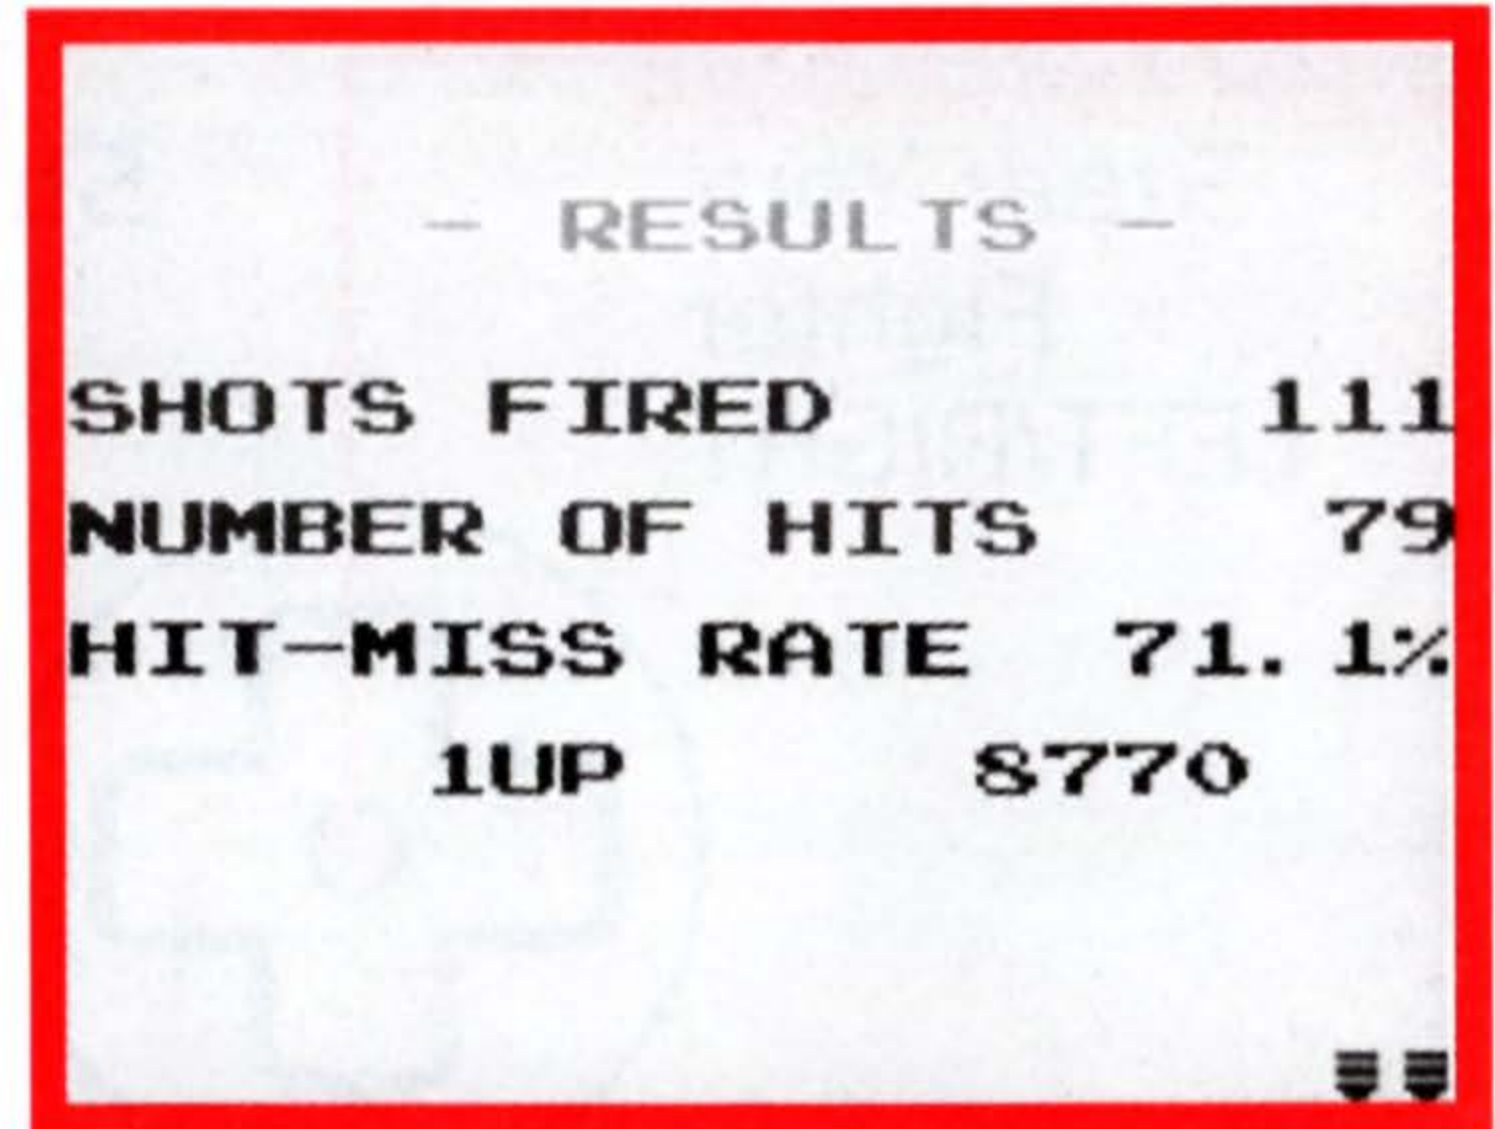 - RESULTS -
SHOTS FIRED 111
NUMBER OF HITS 79
HIT-MISS RATE 71.1%
1UP 8770